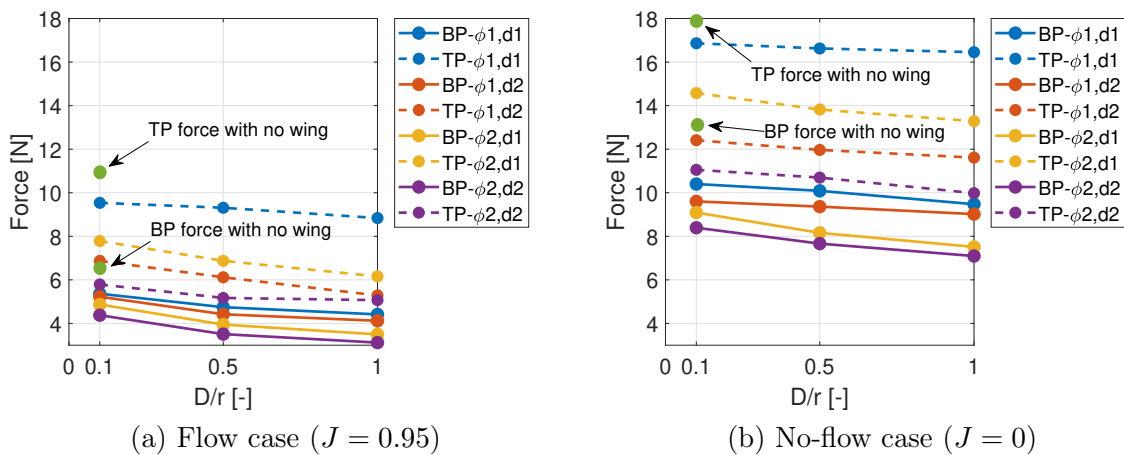 18
16
14
12
10
8
6
4
Force [N]
TP force with no wing
BP force with no wing
0 0.1 0.5 1
D/r [-]
BP-ϕ1,d1
TP-ϕ1,d1
BP-ϕ1,d2
TP-ϕ1,d2
BP-ϕ2,d1
TP-ϕ2,d1
BP-ϕ2,d2
TP-ϕ2,d2
(a) Flow case (J = 0.95)
18
16
14
12
10
8
6
4
Force [N]
TP force with no wing
BP force with no wing
0 0.1 0.5 1
D/r [-]
BP-ϕ1,d1
TP-ϕ1,d1
BP-ϕ1,d2
TP-ϕ1,d2
BP-ϕ2,d1
TP-ϕ2,d1
BP-ϕ2,d2
TP-ϕ2,d2
(b) No-flow case (J = 0)